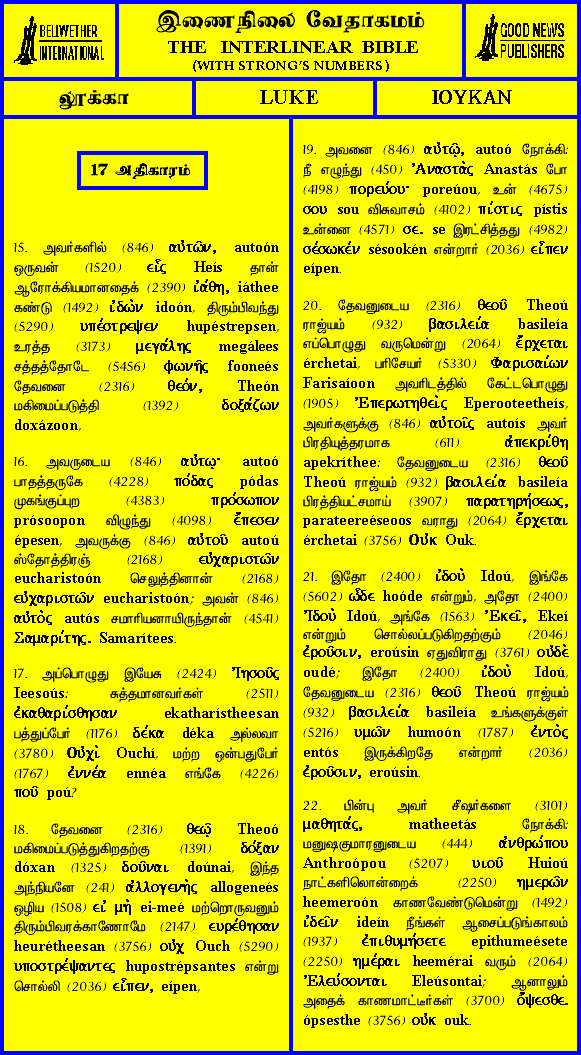 BELLWETHER INTERNATIONAL
இணைநிலை வேதாகமம்
THE INTERLINEAR BIBLE
(WITH STRONG'S NUMBERS)
GOOD NEWS PUBLISHERS
லூக்கா
LUKE
ΙΟΥΚΑΝ
17 அதிகாரம்
15. அவர்களில் (846) αὐτῶν, autoón
ஒருவன் (1520) εἷς Heís தான்
ஆரோக்கியமானதைக் (2390) ἰάθη, iáthee
கண்டு (1492) ἰδὼν idoón, திரும்பிவந்து
(5290) υπέστρεψεν hupéstrepsen,
உரத்த (3173) μεγάλης megálees
சத்தத்தோடே (5456) φωνῆς fooneés
தேவனை (2316) θεόν, Theón
மகிமைப்படுத்தி (1392) δοξάζων
doxázoon,
16. அவருடைய (846) αὐτῳ· autoó
பாதத்தருகே (4228) πόδας pódas
முகங்குப்புற (4383) πρόσωπον
prósoopon விழுந்து (4098) ἔπεσεν
épesen, அவருக்கு (846) αὐτοῦ autoú
ஸ்தோத்திரஞ் (2168) εὐχαριστῶν
eucharistoón செலுத்தினான் (2168)
εὐχαριστῶν eucharistoón; அவன் (846)
αὐτὸς autós சமாரியனாயிருந்தான் (4541)
Σαμαρίτης. Samarítees.
17. அப்பொழுது இயேசு (2424) Ἰησοῦς
Ieesoús: சுத்தமானவர்கள் (2511)
ἐκαθαρίσθησαν ekatharístheesan
பத்துப்பேர் (1176) δέκα déka அல்லவா
(3780) Οὐχὶ Ouchí, மற்ற ஒன்பதுபேர்
(1767) ἐννέα ennéa எங்கே (4226)
ποῦ poú?
18. தேவனை (2316) θεῷ Theoó
மகிமைப்படுத்துகிறதற்கு (1391) δόξαν
dóxan (1325) δοῦναι doúnai, இந்த
அந்நியனே (241) ἀλλογενὴς allogeneés
ஒழிய (1508) εἰ μὴ ei-meé மற்றொருவனும்
திரும்பிவரக்காணோமே (2147) ευρέθησαν
heurétheesan (3756) οὐχ Ouch (5290)
υποστρέψαντες hupostrépsantes என்று
சொல்லி (2036) εἶπεν, eípen,
19. அவனை (846) αὐτῷ, autoó நோக்கி:
நீ எழுந்து (450) Ἀναστὰς Anastás போ
(4198) πορεύου· poreúou, உன் (4675)
σου sou விசுவாசம் (4102) πίστις pístis
உன்னை (4571) σε. se இரட்சித்தது (4982)
σέσωκέν sésookén என்றார் (2036) εἶπεν
eípen.
20. தேவனுடைய (2316) θεοῦ Theoú
ராஜ்யம் (932) βασιλεία basileía
எப்பொழுது வருமென்று (2064) ἔρχεται
érchetai, பரிசேயர் (5330) Φαρισαίων
Farisaíoon அவரிடத்தில் கேட்டபொழுது
(1905) Ἐπερωτηθεὶς Eperooteetheís,
அவர்களுக்கு (846) αὐτοῖς autoís அவர்
பிரதியுத்தரமாக (611) ἀπεκρίθη
apekríthee: தேவனுடைய (2316) θεοῦ
Theoú ராஜ்யம் (932) βασιλεία basileía
பிரத்தியட்சமாய் (3907) παρατηρήσεως,
parateereéseoos வராது (2064) ἔρχεται
érchetai (3756) Οὐκ Ouk.
21. இதோ (2400) ἰδοὺ Idoú, இங்கே
(5602) ὧδε hoóde என்றும், அதோ (2400)
Ἰδοὺ Idoú, அங்கே (1563) Ἐκεῖ, Ekeí
என்றும் சொல்லப்படுகிறதற்கும் (2046)
ἐροῦσιν, eroúsin ஏதுவிராது (3761) οὐδὲ
oudé; இதோ (2400) ἰδοὺ Idoú,
தேவனுடைய (2316) θεοῦ Theoú ராஜ்யம்
(932) βασιλεία basileía உங்களுக்குள்
(5216) υμῶν humoón (1787) ἐντὸς
entós இருக்கிறதே என்றார் (2036)
ἐροῦσιν, eroúsin.
22. பின்பு அவர் சீஷர்களை (3101)
μαθητάς, matheetás நோக்கி:
மனுஷகுமாரனுடைய (444) ἀνθρώπου
Anthroópou (5207) υιοῦ Huioú
நாட்களிலொன்றைக் (2250) ημερῶν
heemeroón காணவேண்டுமென்று (1492)
ἰδεῖν ideín நீங்கள் ஆசைப்படுங்காலம்
(1937) ἐπιθυμήσετε epithumeésete
(2250) ημέραι heemérai வரும் (2064)
Ἐλεύσονται Eleúsontai; ஆனாலும்
அதைக் காணமாட்டீர்கள் (3700) ὄψεσθε.
ópsesthe (3756) οὐκ ouk.